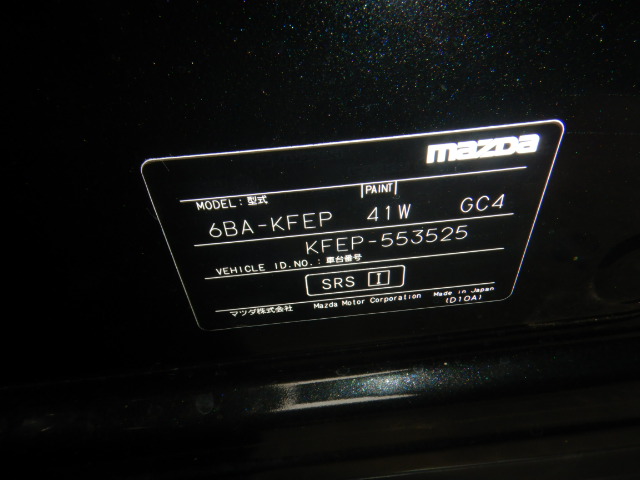 mazda
MODEL:型式 PAINT
6BA-KFEP 41W GC4
KFEP-553525
VEHICLE ID.NO.:車台番号
SRS I
マツダ株式会社 Mazda Motor Corporation Made in Japan
(D10A)